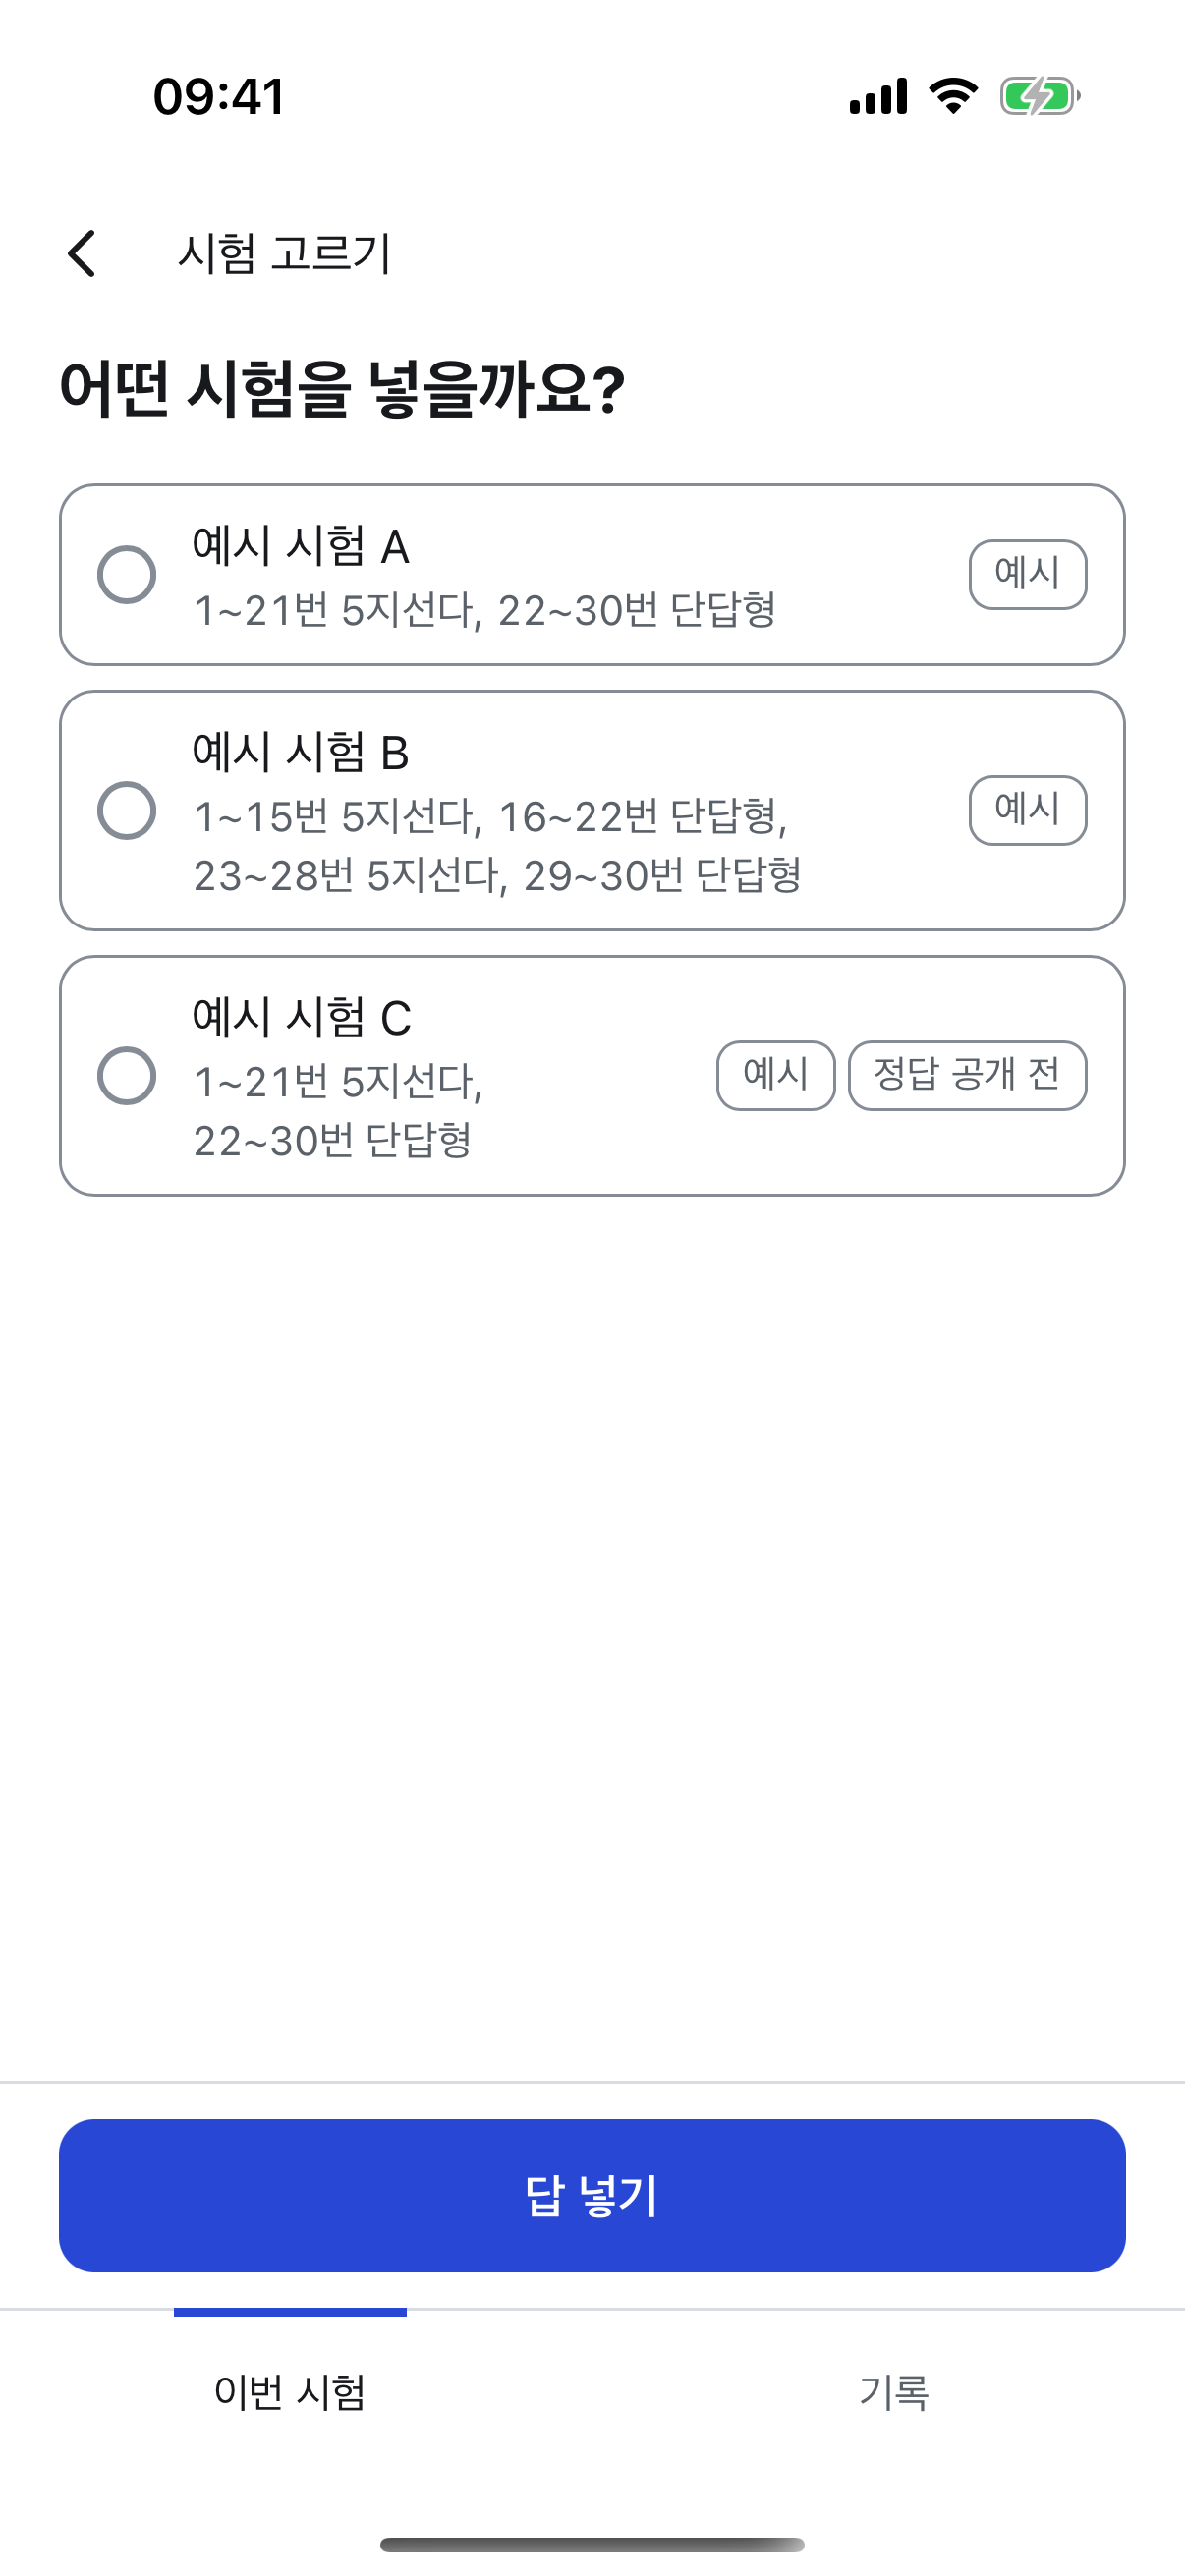 09:41
시험 고르기
어떤 시험을 넣을까요?
예시 시험 A
1~21번 5지선다, 22~30번 단답형
예시
예시 시험 B
1~15번 5지선다, 16~22번 단답형,
23~28번 5지선다, 29~30번 단답형
예시
예시 시험 C
1~21번 5지선다,
22~30번 단답형
예시
정답 공개 전
답 넣기
이번 시험
기록